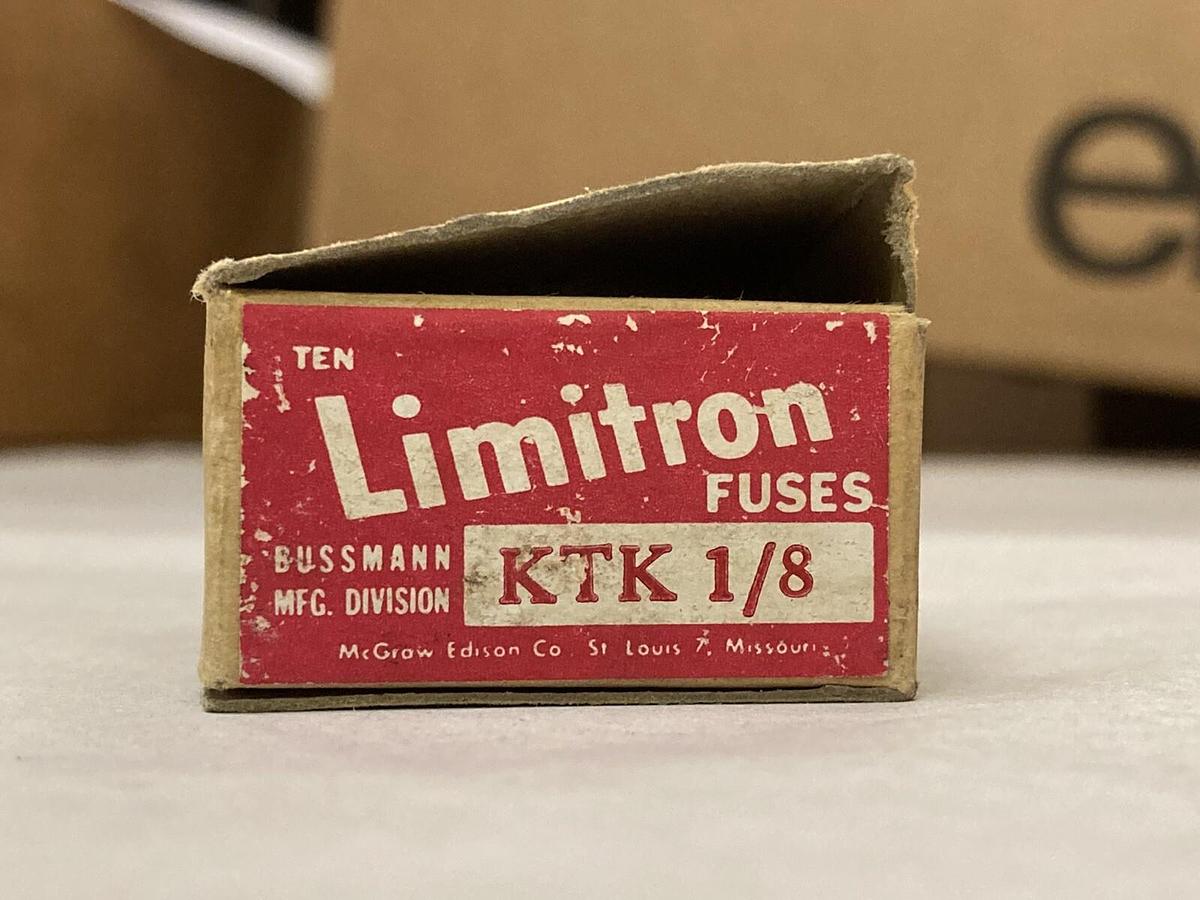 TEN
Limitron
FUSES
BUSSMANN
MFG. DIVISION
KTK 1/8
McGraw Edison Co. St Louis 7, Missouri
e